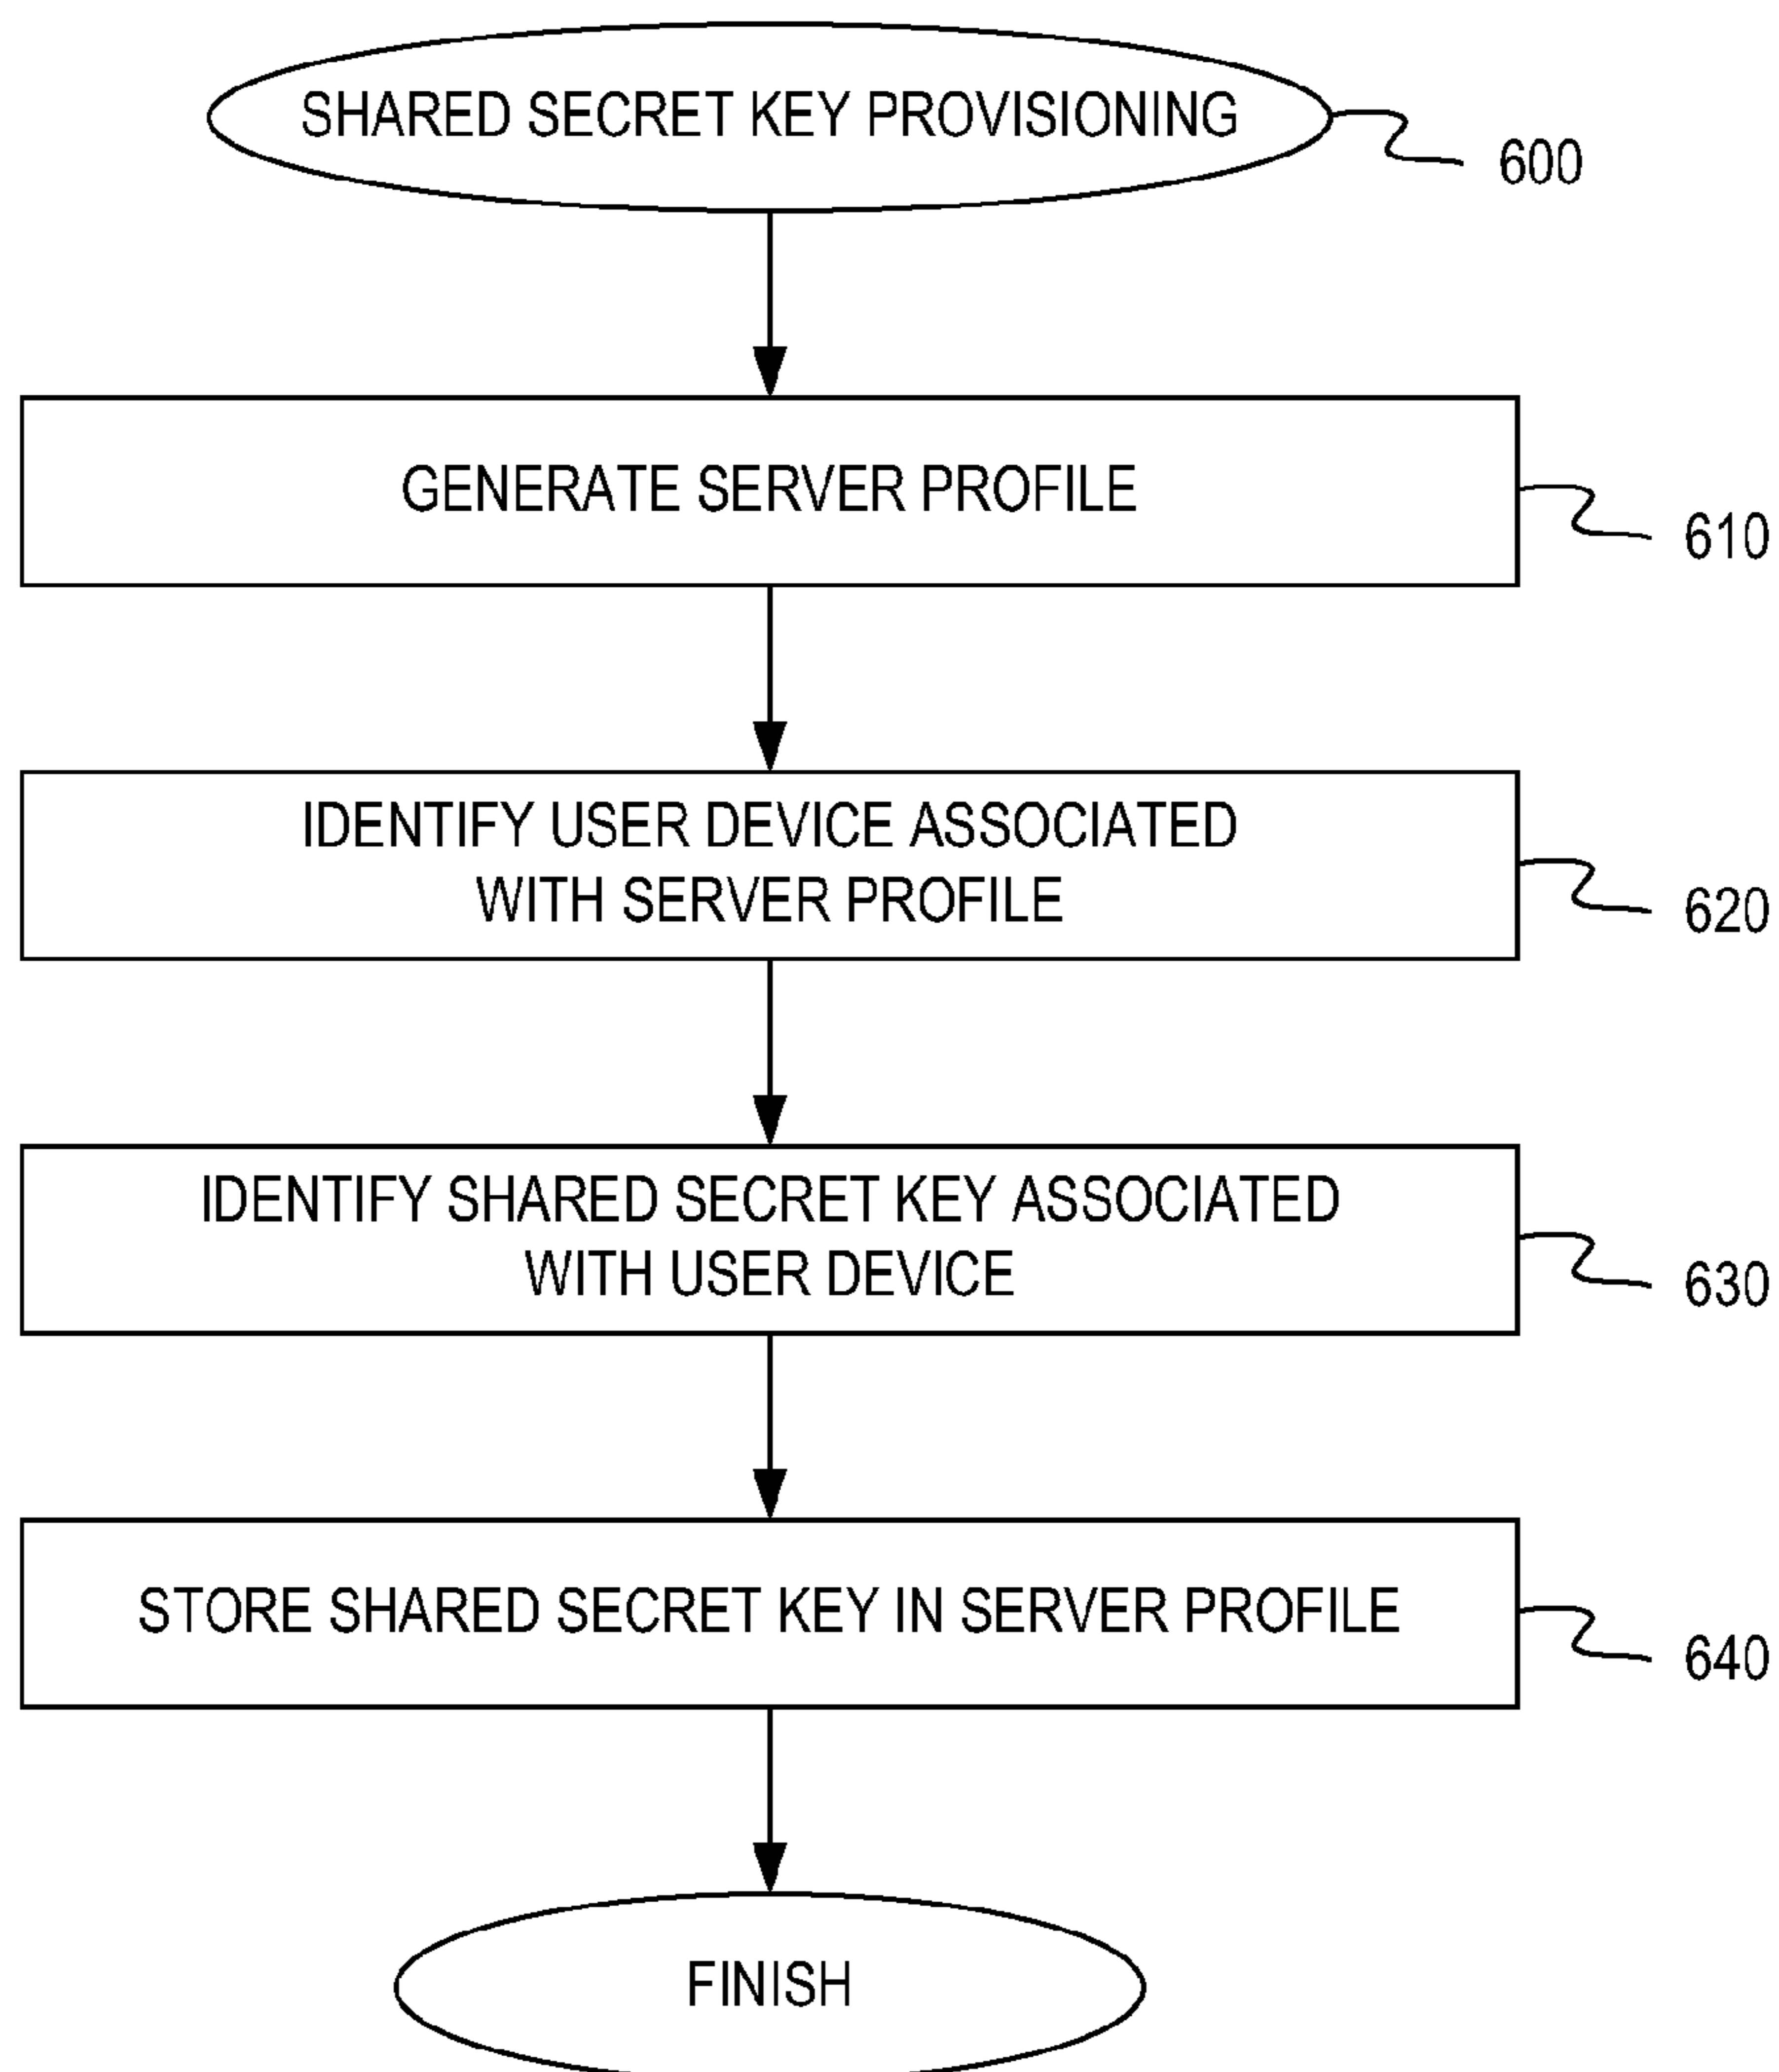 SHARED SECRET KEY PROVISIONING
600
GENERATE SERVER PROFILE
610
IDENTIFY USER DEVICE ASSOCIATED
WITH SERVER PROFILE
620
IDENTIFY SHARED SECRET KEY ASSOCIATED
WITH USER DEVICE
630
STORE SHARED SECRET KEY IN SERVER PROFILE
640
FINISH